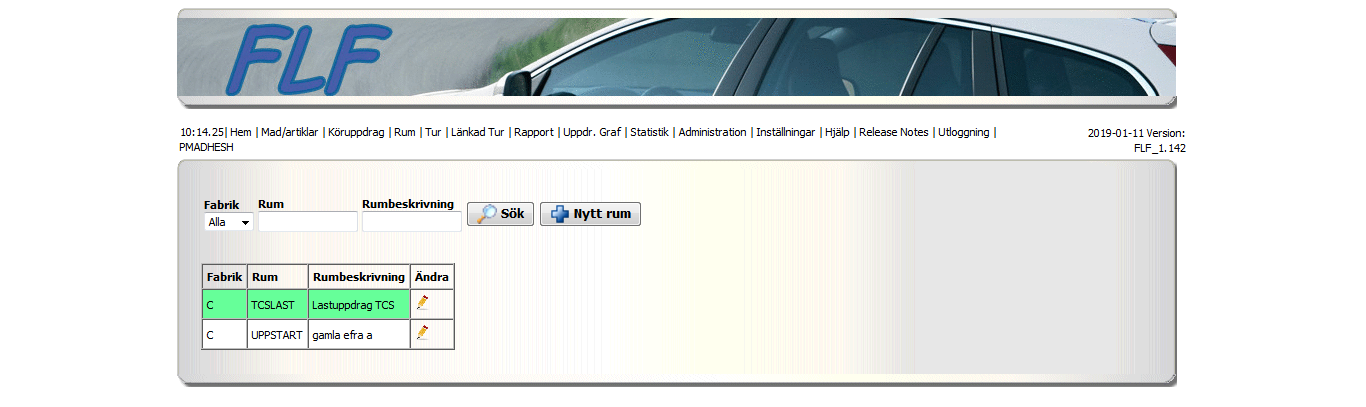 FLF
10:14.25| Hem | Mad/artiklar | Köruppdrag | Rum | Tur | Länkad Tur | Rapport | Uppdr. Graf | Statistik | Administration | Inställningar | Hjälp | Release Notes | Utloggning |
PMADHESH
2019-01-11 Version:
FLF_1.142
Fabrik Rum Rumbeskrivning
Alla Sök Nytt rum
Fabrik Rum Rumbeskrivning Ändra
C TCSLAST Lastuppdrag TCS
C UPPSTART gamla efra a